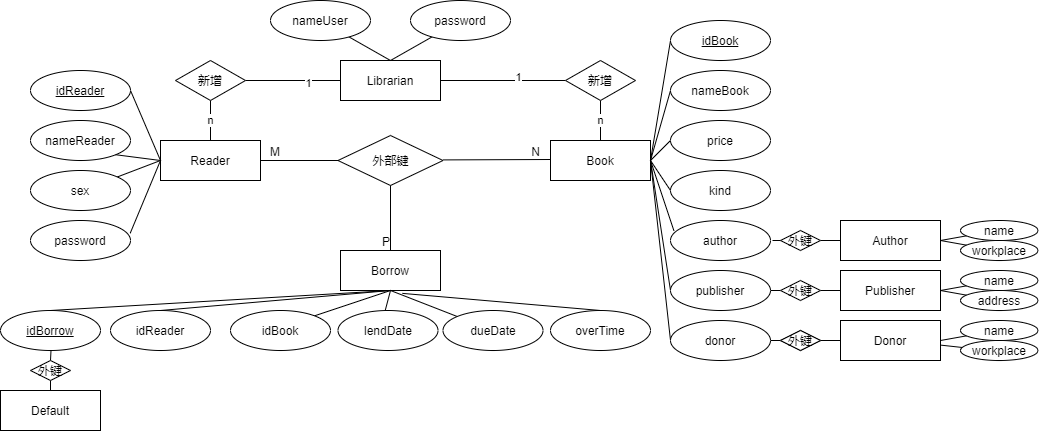 nameUser
password
idBook
新增
1
Librarian
1
新增
idReader
nameBook
n
n
nameReader
price
Reader
M
外部键
N
Book
sex
kind
password
P
author
外键
Author
name
workplace
Borrow
publisher
外键
Publisher
name
address
idBorrow
idReader
idBook
lendDate
dueDate
overTime
donor
外键
Donor
name
workplace
外键
Default